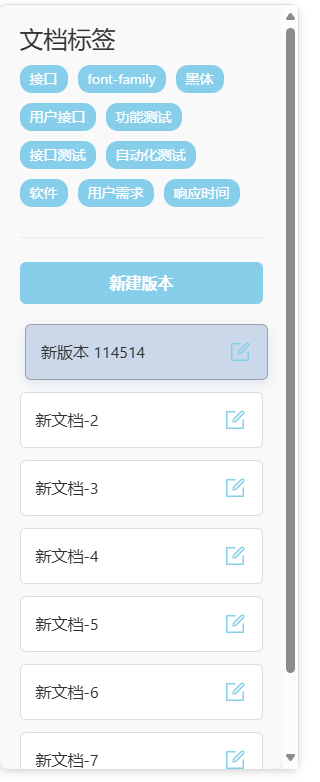 文档标签
接口 font-family 黑体
用户接口 功能测试
接口测试 自动化测试
软件 用户需求 响应时间
新建版本
新版本 114514
新文档-2
新文档-3
新文档-4
新文档-5
新文档-6
新文档-7